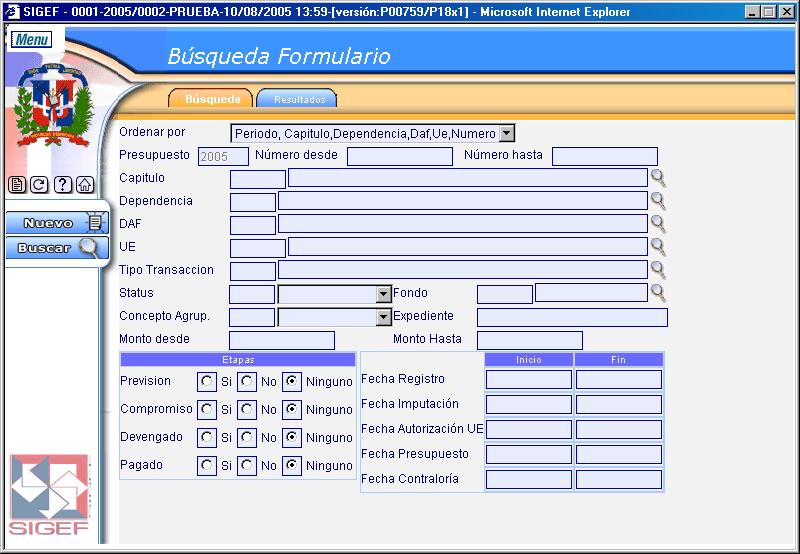 SIGEF - 0001-2005/0002-PRUEBA-10/08/2005 13:59-[versión:P00759/P18x1] - Microsoft Internet Explorer
Menu
Búsqueda Formulario
Búsqueda Resultados
Ordenar por Periodo, Capitulo,Dependencia,Daf,Ue,Numero
Presupuesto 2005 Número desde Número hasta
Capitulo
Dependencia
Nuevo
DAF
Buscar
UE
Tipo Transaccion
Status Fondo
Concepto Agrup. Expediente
Monto desde Monto Hasta
Etapas Inicio Fin
Prevision Si No Ninguno Fecha Registro
Compromiso Si No Ninguno Fecha Imputación
Devengado Si No Ninguno Fecha Autorización UE
Pagado Si No Ninguno Fecha Presupuesto
Fecha Contraloría
SIGEF